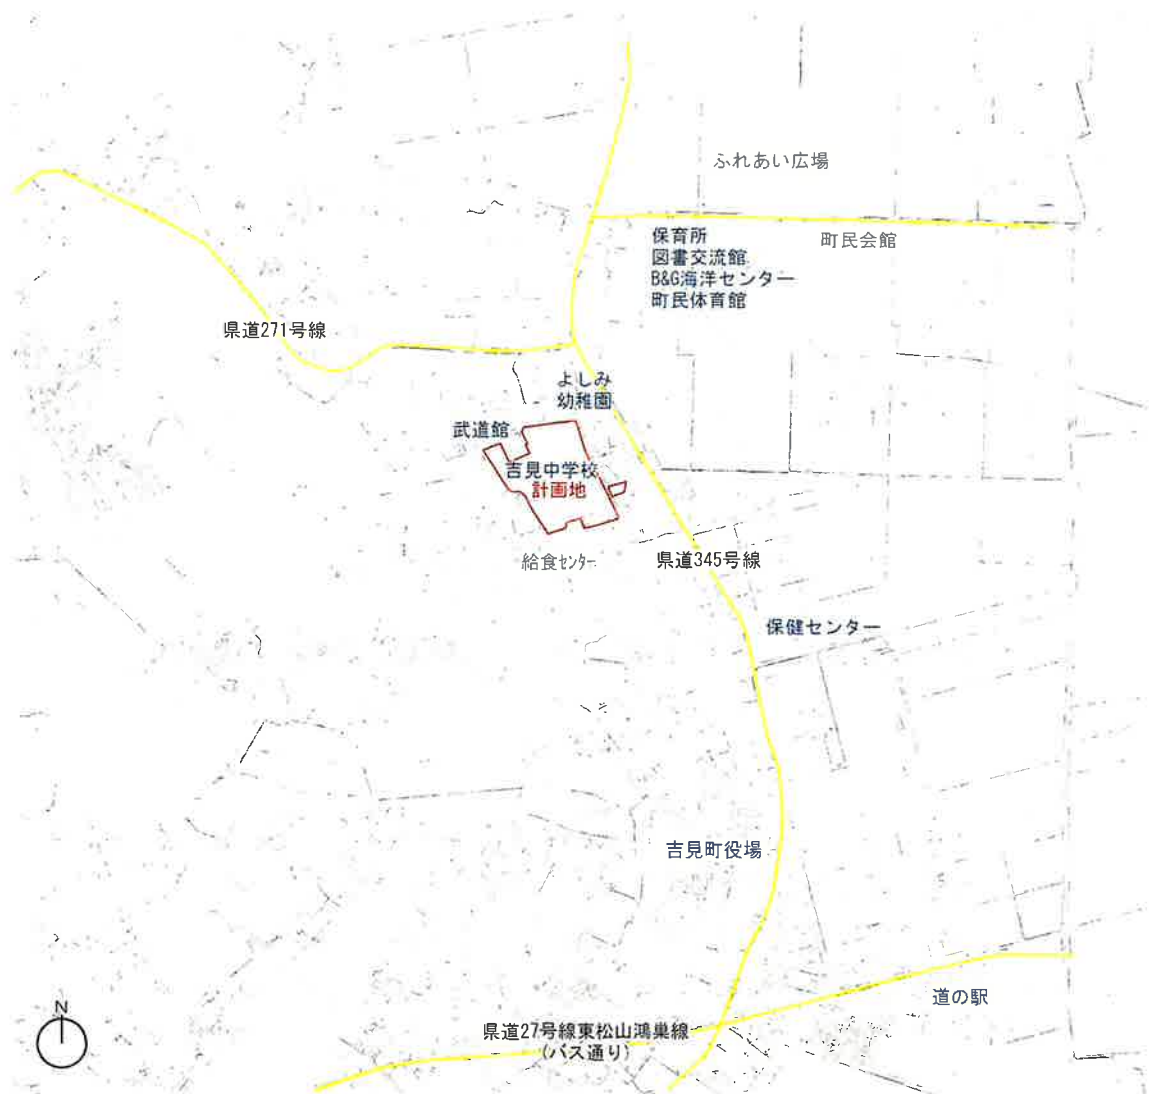 ふれあい広場
保育所
図書交流館
B&G海洋センター
町民体育館
町民会館
県道271号線
よしみ
幼稚園
武道館
吉見中学校
計画地
給食センター
県道345号線
保健センター
吉見町役場
道の駅
県道27号線東松山鴻巣線
(バス通り)
N